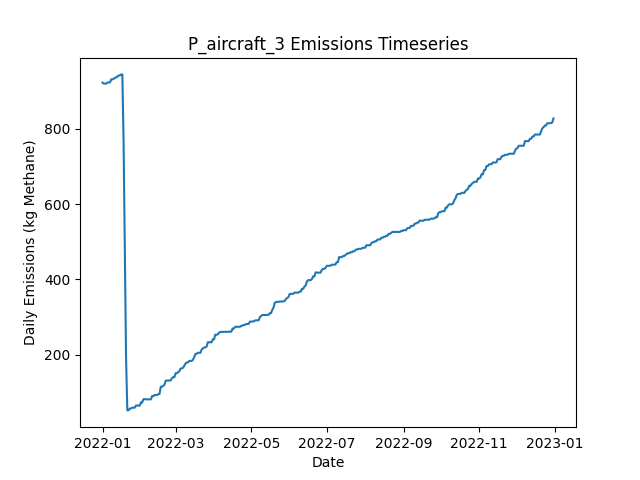 P_aircraft_3 Emissions Timeseries
Daily Emissions (kg Methane)
800
600
400
200
2022-01 2022-03 2022-05 2022-07 2022-09 2022-11 2023-01
Date